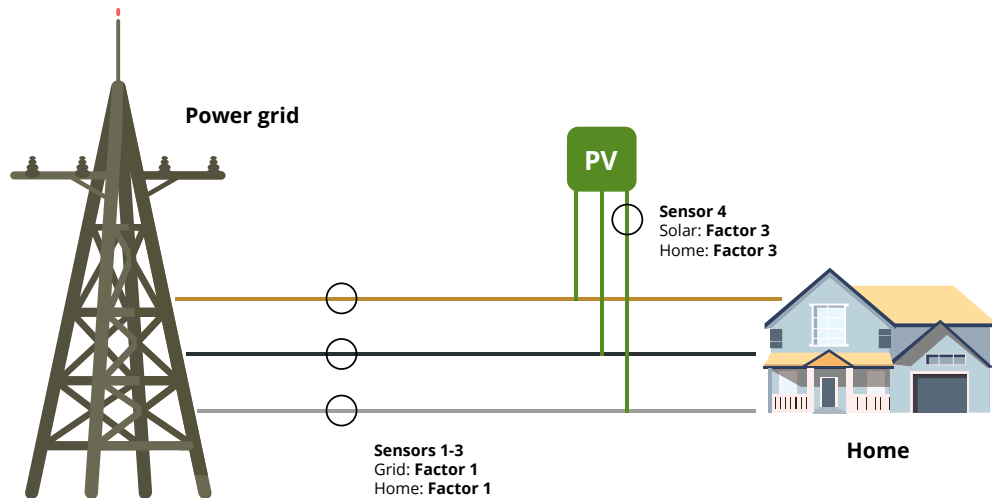 Power grid
PV
Sensor 4
Solar: Factor 3
Home: Factor 3
Sensors 1-3
Grid: Factor 1
Home: Factor 1
Home